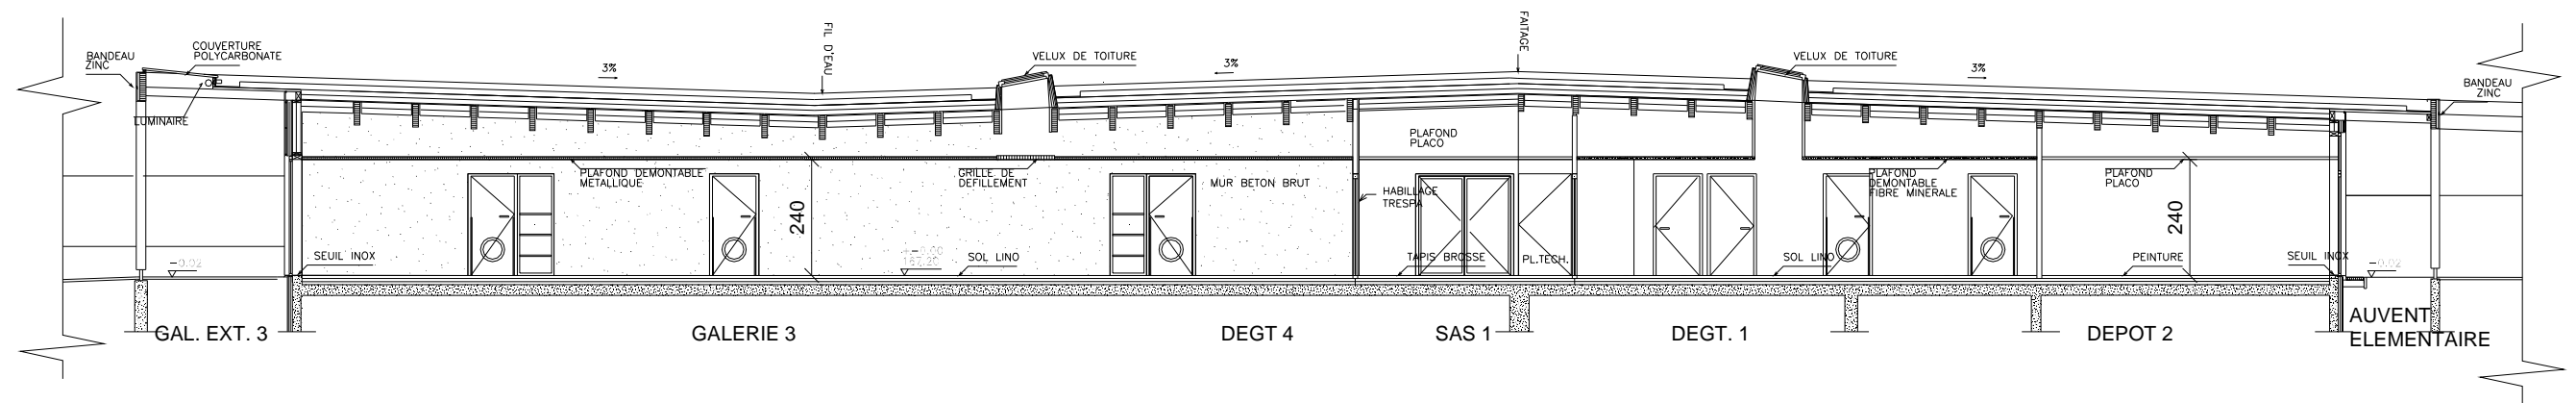 FIL D'EAU
FAITAGE
BANDEAU
ZINC
COUVERTURE
POLYCARBONATE
3%
VELUX DE TOITURE
3%
VELUX DE TOITURE
3%
BANDEAU
ZINC
LUMINAIRE
PLAFOND
PLACO
PLAFOND DEMONTABLE
METALLIQUE
GRILLE DE
DEFILLEMENT
MUR BETON BRUT
HABILLAGE
TRESPA
PLAFOND
DEMONTABLE
FIBRE MINERALE
PLAFOND
PLACO
240
240
-0.02
SEUIL INOX
SOL LINO
TAPIS BROSSE
PL.TECH.
SOL LINO
PEINTURE
SEUIL INOX
-0.02
GAL. EXT. 3
GALERIE 3
DEGT 4
SAS 1
DEGT. 1
DEPOT 2
AUVENT
ELEMENTAIRE